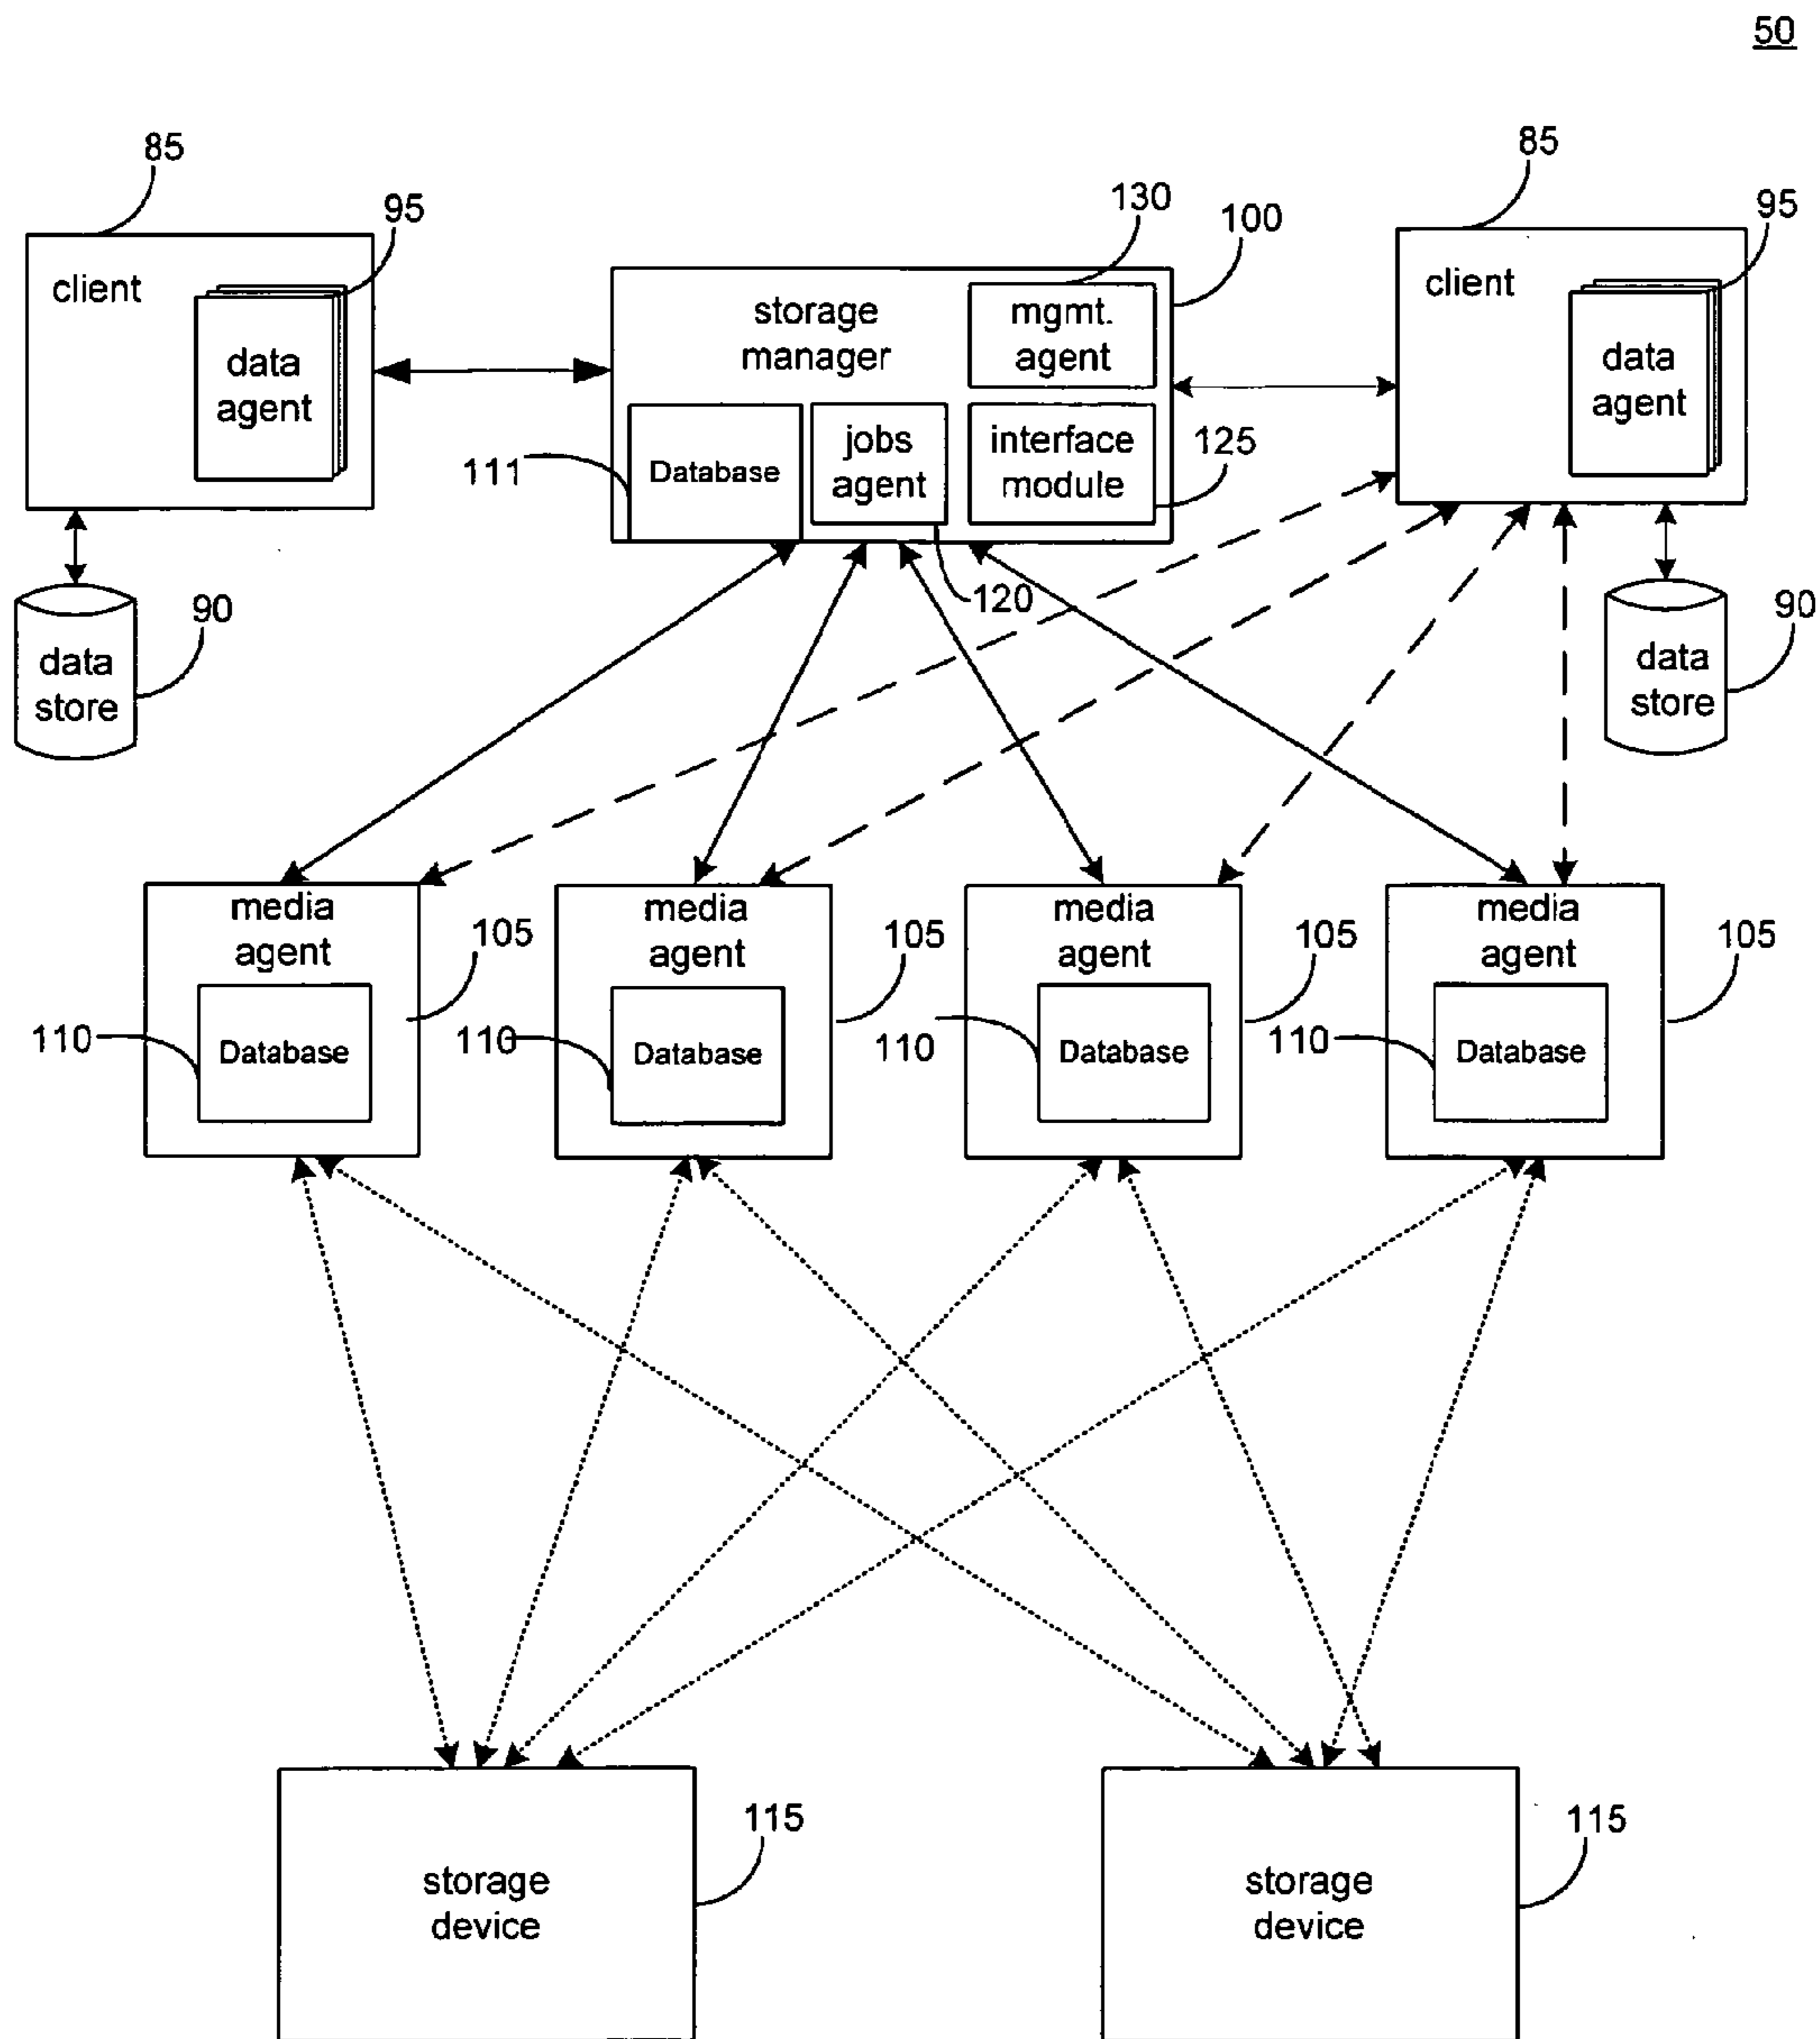 50
85
85
95
95
130
100
client
client
storage
manager
mgmt.
agent
data
agent
data
agent
111
Database
jobs
agent
interface
module
125
120
90
90
data
store
data
store
media
agent
media
agent
media
agent
media
agent
105
105
105
105
110
Database
110
Database
110
Database
110
Database
115
115
storage
device
storage
device